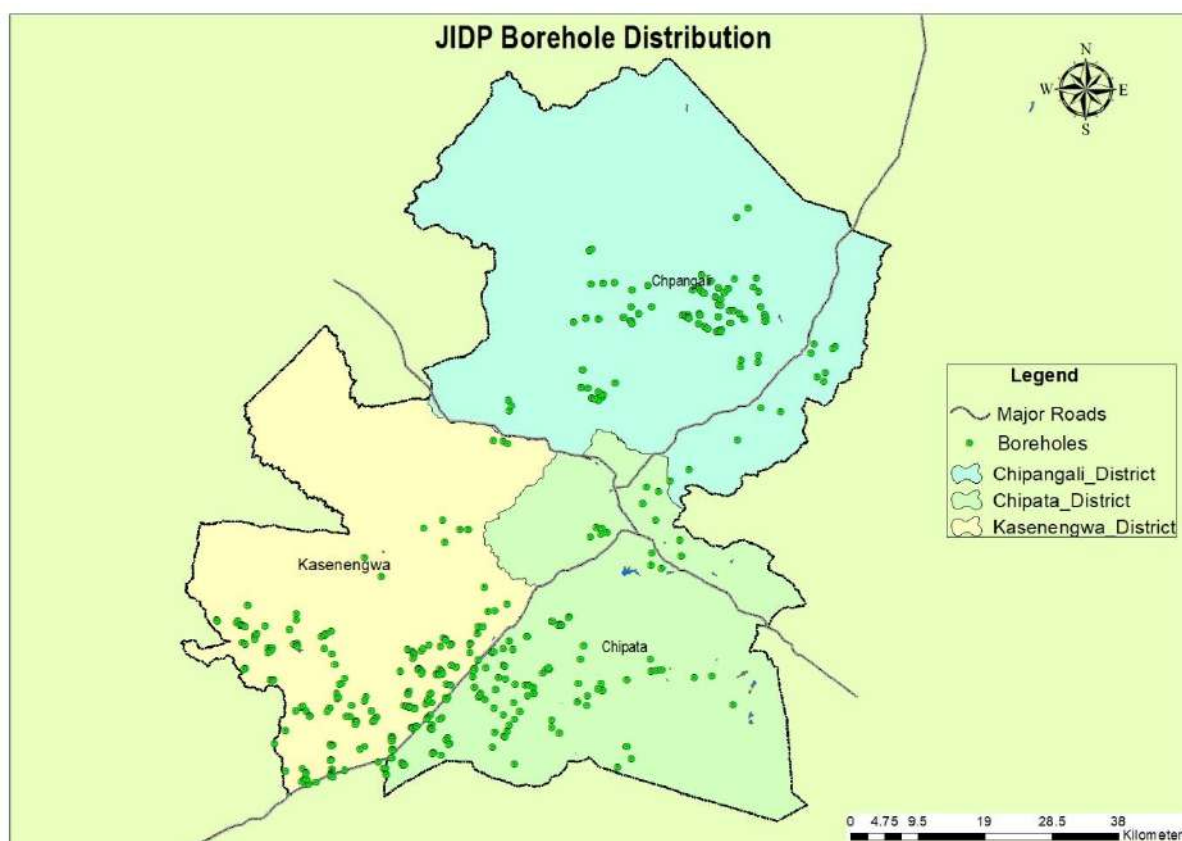 JIDP Borehole Distribution
N
W E
S
Chpangali
Kasenengwa
Chipata
Legend
Major Roads
Boreholes
Chipangali_District
Chipata_District
Kasenengwa_District
0 4.75 9.5 19 28.5 38
Kilometer